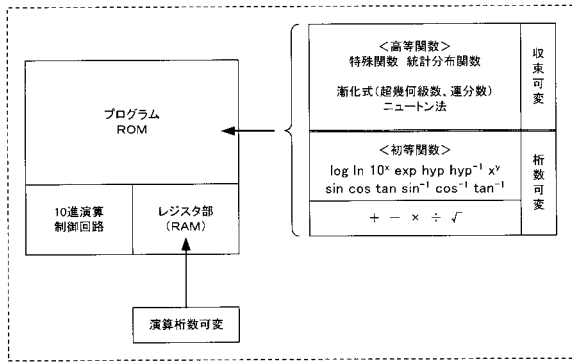 プログラム
ROM
10進演算
制御回路
レジスタ部
(RAM)
演算桁数可変
<高等関数>
特殊関数 統計分布関数
漸化式(超幾何級数、連分数)
ニュートン法
収束可変
<初等関数>
log ln 10ˣ exp hyp hyp⁻¹ xʸ
sin cos tan sin⁻¹ cos⁻¹ tan⁻¹
+ − × ÷ √
桁数可変